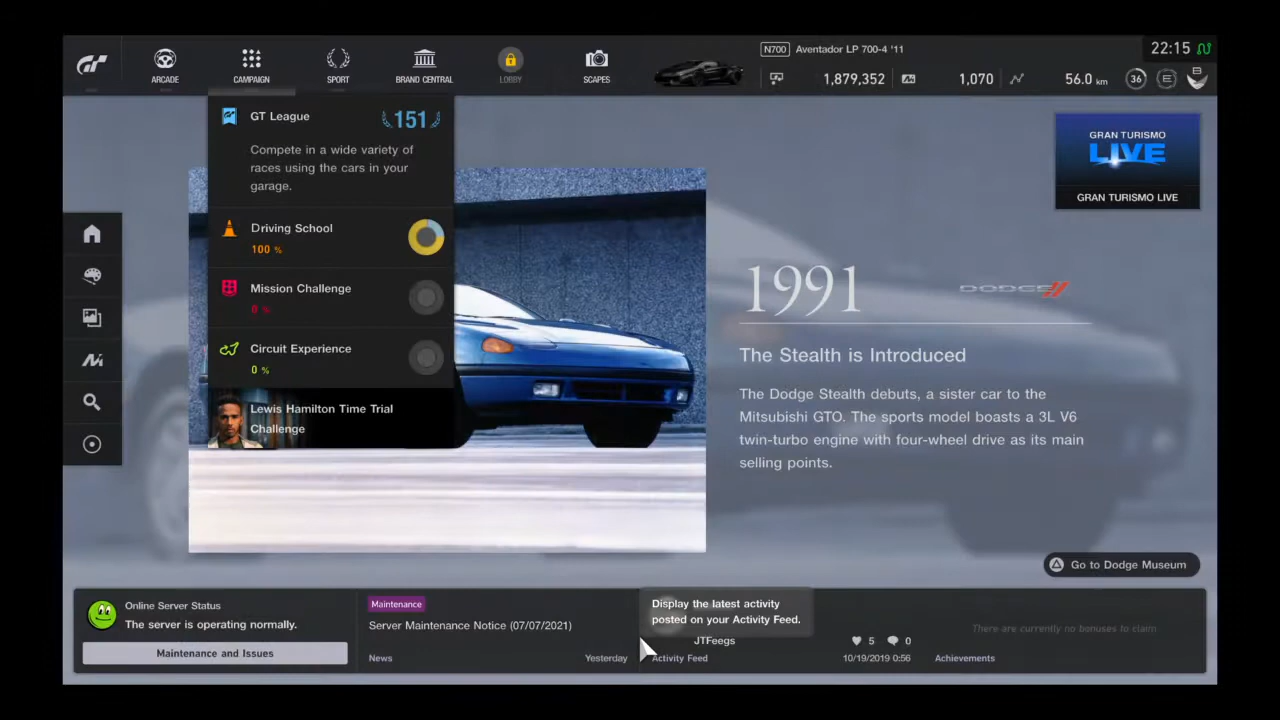 N700 Aventador LP 700-4 '11
22:15
ARCADE
CAMPAIGN
SPORT
BRAND CENTRAL
LOBBY
SCAPES
1,879,352
1,070
56.0 km
36
E
B
GT League
151
Compete in a wide variety of
races using the cars in your
garage.
Driving School
100 %
Mission Challenge
0 %
Circuit Experience
0 %
Lewis Hamilton Time Trial
Challenge
GRAN TURISMO
LIVE
GRAN TURISMO LIVE
1991
DODGE
The Stealth is Introduced
The Dodge Stealth debuts, a sister car to the
Mitsubishi GTO. The sports model boasts a 3L V6
twin-turbo engine with four-wheel drive as its main
selling points.
Go to Dodge Museum
Online Server Status
The server is operating normally.
Maintenance and Issues
Maintenance
Server Maintenance Notice (07/07/2021)
News
Yesterday
Display the latest activity
posted on your Activity Feed.
JTFeegs
5
0
Activity Feed
10/19/2019 0:56
There are currently no bonuses to claim
Achievements